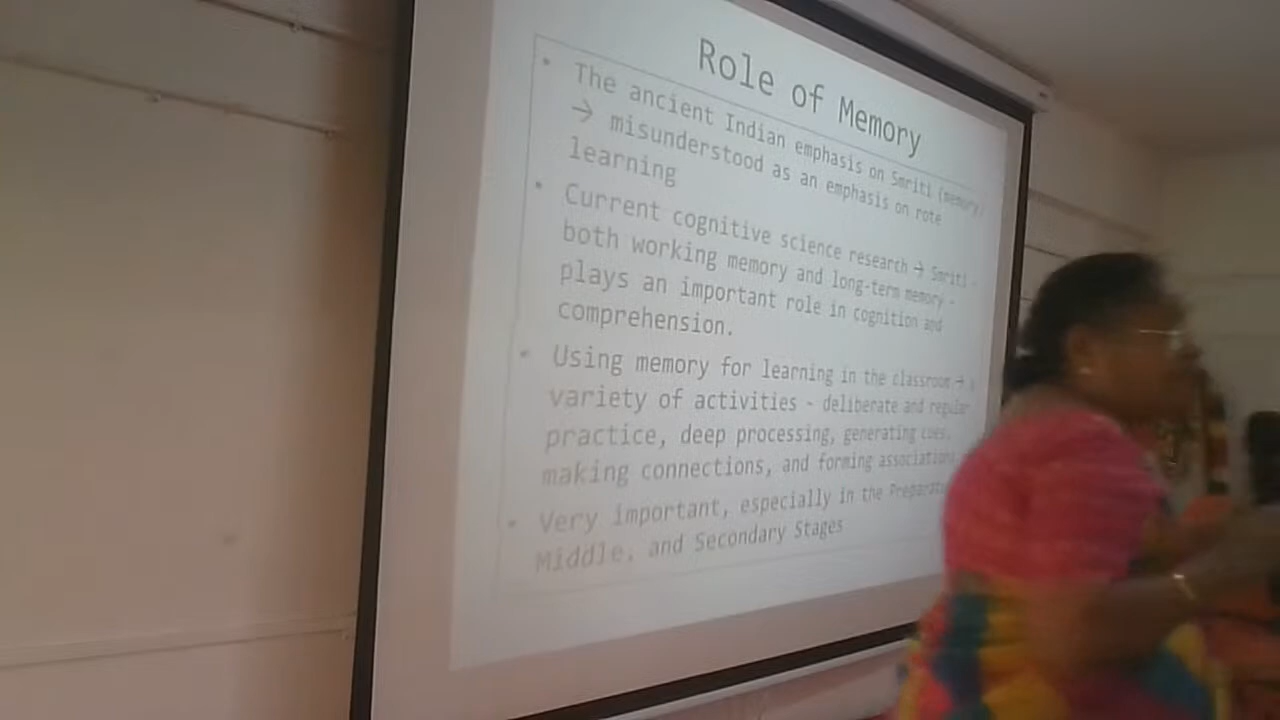 Role of Memory
• The ancient Indian emphasis on Smriti (memory)
→ misunderstood as an emphasis on rote
learning
• Current cognitive science research → Smriti -
both working memory and long-term memory -
plays an important role in cognition and
comprehension.
• Using memory for learning in the classroom →
variety of activities - deliberate and regular
practice, deep processing, generating cues,
making connections, and forming associations,
• Very important, especially in the
Middle, and Secondary Stages